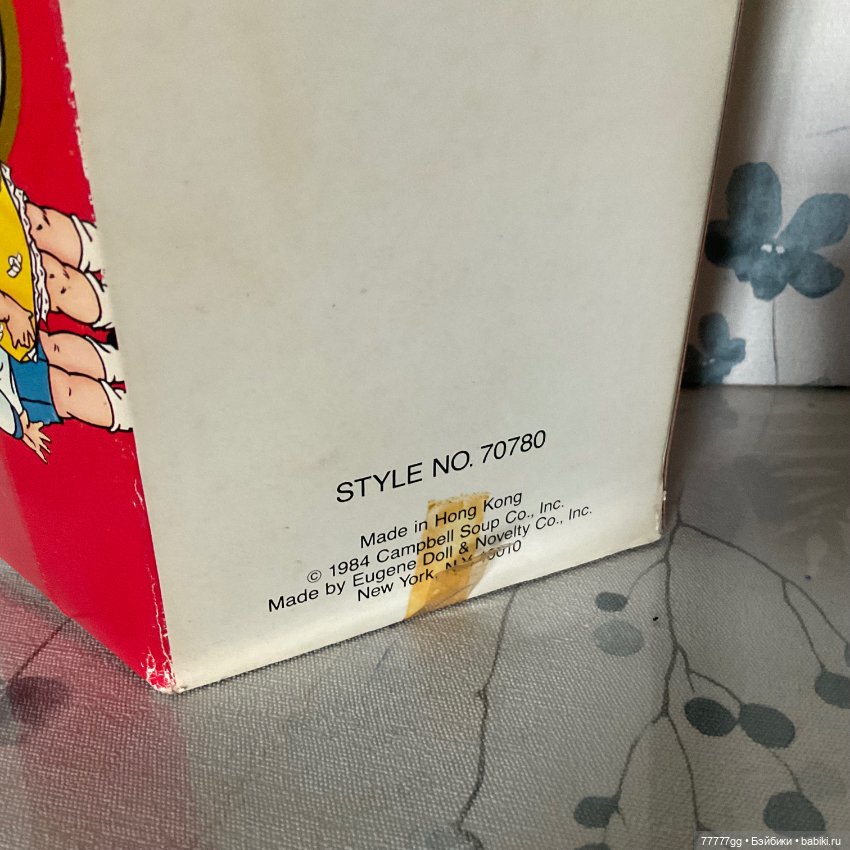 STYLE NO. 70780
Made in Hong Kong
© 1984 Campbell Soup Co., Inc.
Made by Eugene Doll & Novelty Co., Inc.
New York, N.Y. 10010
77777gg • Бэйбики • babiki.ru